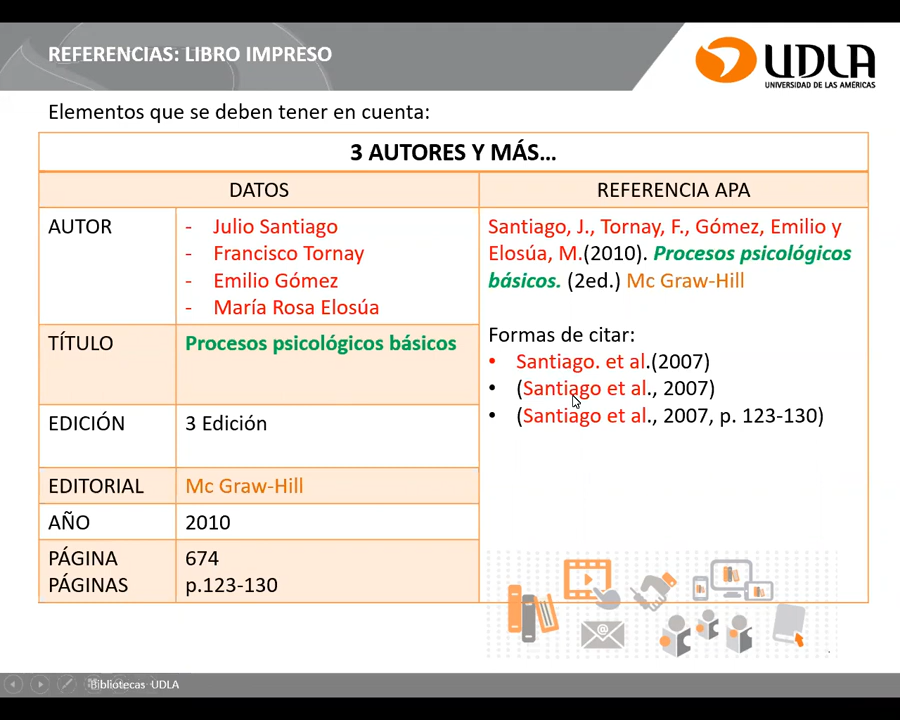 REFERENCIAS: LIBRO IMPRESO
UDLA
UNIVERSIDAD DE LAS AMÉRICAS
Elementos que se deben tener en cuenta:
3 AUTORES Y MÁS...
DATOS
REFERENCIA APA
AUTOR
- Julio Santiago
- Francisco Tornay
- Emilio Gómez
- María Rosa Elosúa
Santiago, J., Tornay, F., Gómez, Emilio y
Elosúa, M.(2010). Procesos psicológicos
básicos. (2ed.) Mc Graw-Hill
Formas de citar:
• Santiago. et al.(2007)
• (Santiago et al., 2007)
• (Santiago et al., 2007, p. 123-130)
TÍTULO
Procesos psicológicos básicos
EDICIÓN
3 Edición
EDITORIAL
Mc Graw-Hill
AÑO
2010
PÁGINA
674
PÁGINAS
p.123-130
Bibliotecas UDLA